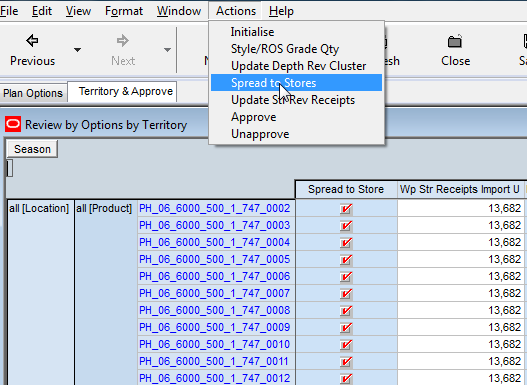 File Edit View Format Window Actions Help
Initialise
Style/ROS Grade Qty
Update Depth Rev Cluster
Spread to Stores
Update Str Rev Receipts
Approve
Unapprove
Previous Next Save Close
Plan Options Territory & Approve
Review by Options by Territory
Season
Spread to Store Wp Str Receipts Import U
all [Location] all [Product] PH_06_6000_500_1_747_0002 13,682
PH_06_6000_500_1_747_0003 13,682
PH_06_6000_500_1_747_0004 13,682
PH_06_6000_500_1_747_0005 13,682
PH_06_6000_500_1_747_0006 13,682
PH_06_6000_500_1_747_0007 13,682
PH_06_6000_500_1_747_0008 13,682
PH_06_6000_500_1_747_0009 13,682
PH_06_6000_500_1_747_0010 13,682
PH_06_6000_500_1_747_0011 13,682
PH_06_6000_500_1_747_0012 13,682